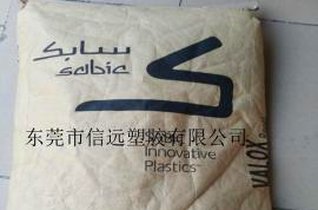 سابك
sabic
东莞市信远塑胶有限公司
Innovative
Plastics
VALOX